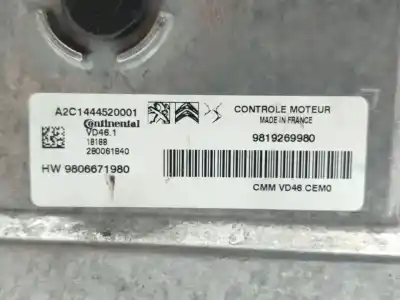 A2C1444520001
Continental
VD46.1
18188
280061840
HW 9806671980
CONTROLE MOTEUR
MADE IN FRANCE
9819269980
CMM VD46 CEM0